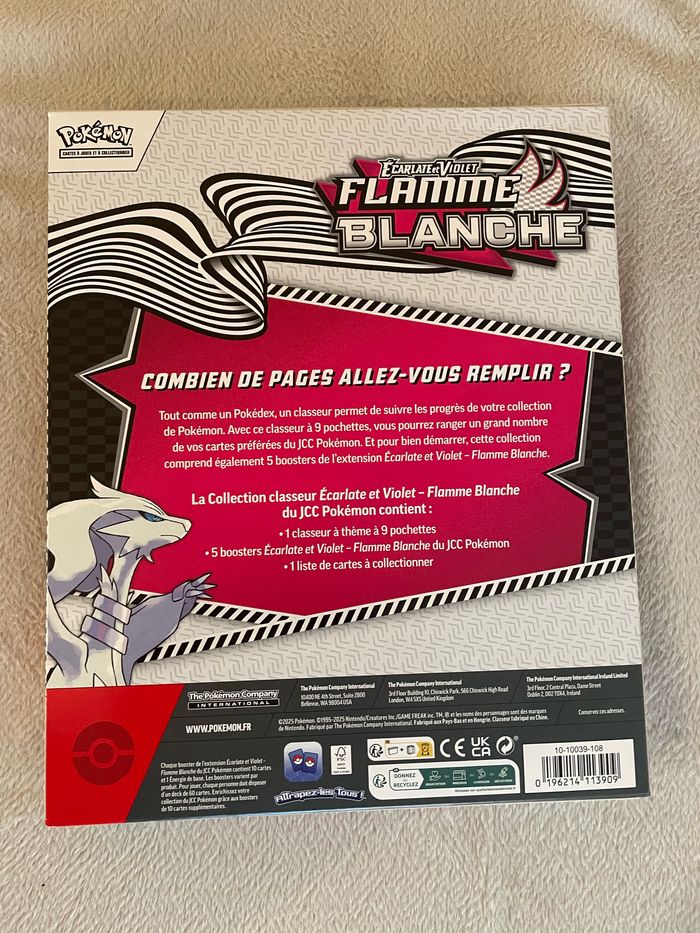 Pokémon
CARTES À JOUER ET À COLLECTIONNER
ÉCARLATE ET VIOLET
FLAMME
BLANCHE
COMBIEN DE PAGES ALLEZ-VOUS REMPLIR ?
Tout comme un Pokédex, un classeur permet de suivre les progrès de votre collection
de Pokémon. Avec ce classeur à 9 pochettes, vous pourrez ranger un grand nombre
de vos cartes préférées du JCC Pokémon. Et pour bien démarrer, cette collection
comprend également 5 boosters de l'extension Écarlate et Violet – Flamme Blanche.
La Collection classeur Écarlate et Violet – Flamme Blanche
du JCC Pokémon contient :
• 1 classeur à thème à 9 pochettes
• 5 boosters Écarlate et Violet – Flamme Blanche du JCC Pokémon
• 1 liste de cartes à collectionner
The Pokémon Company
INTERNATIONAL
WWW.POKEMON.FR
The Pokémon Company International
10400 NE 4th Street, Suite 2800
Bellevue, WA 98004 USA
The Pokémon Company International
3rd Floor Building 10, Chiswick Park, 566 Chiswick High Road
London, W4 5XS United Kingdom
The Pokémon Company International Ireland Limited
3rd Floor, 2 Central Plaza, Dame Street
Dublin 2, D02 T0X4, Ireland
©2025 Pokémon. ©1995–2025 Nintendo/Creatures Inc./GAME FREAK inc. TM, ® et les noms des personnages sont des marques
de Nintendo. Fabriqué par The Pokémon Company International. Fabriqué aux Pays-Bas et en Hongrie. Classeur fabriqué en Chine.
Conservez ces adresses.
Chaque booster de l'extension Écarlate et Violet –
Flamme Blanche du JCC Pokémon contient 10 cartes
et 1 Énergie de base. Les boosters varient par
produit. Pour jouer, chaque personne doit disposer
d'un deck de 60 cartes. Enrichissez votre
collection du JCC Pokémon grâce aux boosters
de 10 cartes supplémentaires.
FSC
Attrapez-les Tous !
FR
CE UK CA
FR
DONNEZ
OU
RECYCLEZ
10-10039-108
0 196214 113909